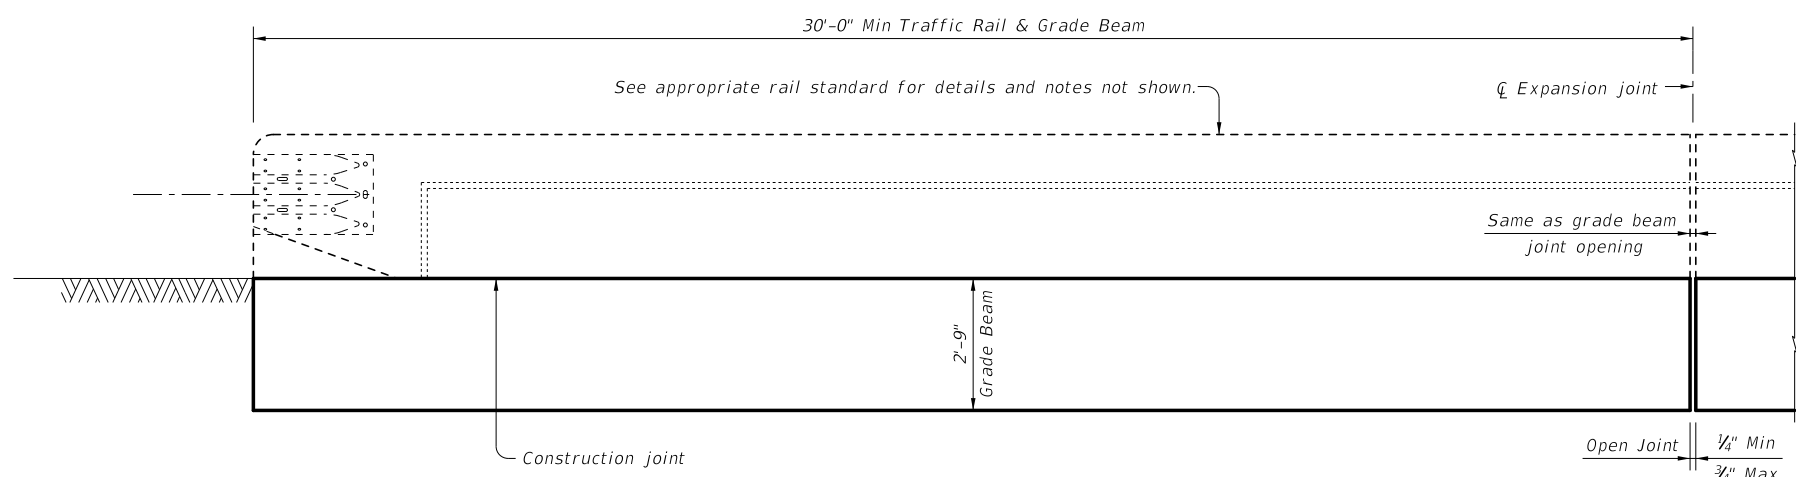 30'-0" Min Traffic Rail & Grade Beam
See appropriate rail standard for details and notes not shown.
℄ Expansion joint
Same as grade beam
joint opening
2'-9"
Grade Beam
Construction joint
Open Joint
1/4" Min
3/4" Max